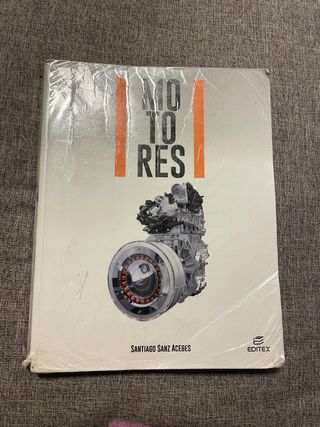 MO
TO
RES
SANTIAGO SANZ ACEBES
EDITEX